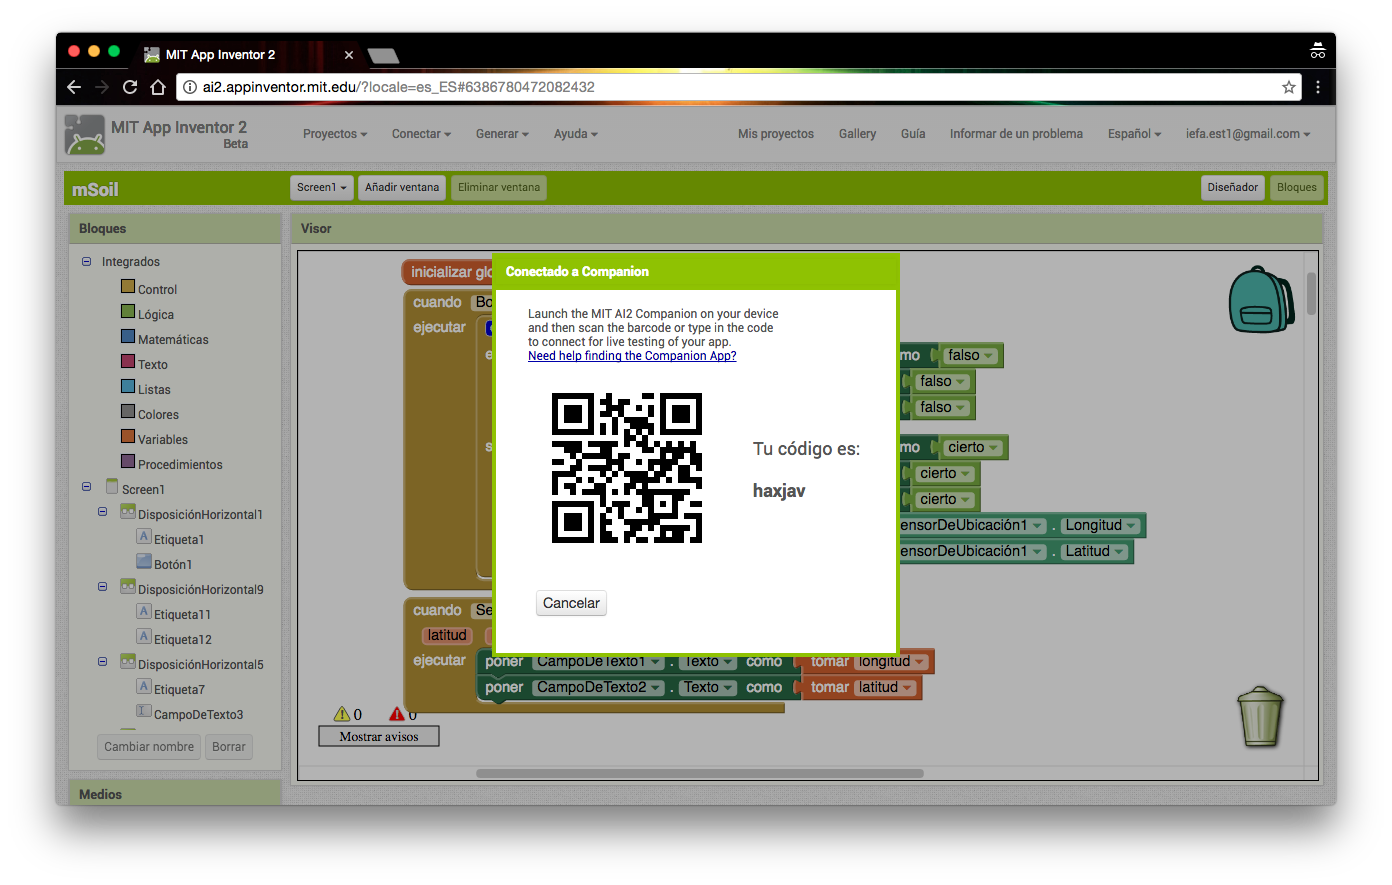 MIT App Inventor 2
ai2.appinventor.mit.edu/?locale=es_ES#6386780472082432
MIT App Inventor 2
Beta
Proyectos
Conectar
Generar
Ayuda
Mis proyectos
Gallery
Guía
Informar de un problema
Español
iefa.est1@gmail.com
mSoil
Screen1
Añadir ventana
Eliminar ventana
Diseñador
Bloques
Bloques
Integrados
Control
Lógica
Matemáticas
Texto
Listas
Colores
Variables
Procedimientos
Screen1
DisposiciónHorizontal1
Etiqueta1
Botón1
DisposiciónHorizontal9
Etiqueta11
Etiqueta12
DisposiciónHorizontal5
Etiqueta7
CampoDeTexto3
Cambiar nombre
Borrar
Medios
Visor
inicializar glo
cuando Bo
ejecutar
Conectado a Companion
Launch the MIT AI2 Companion on your device
and then scan the barcode or type in the code
to connect for live testing of your app.
Need help finding the Companion App?
Tu código es:
haxjav
Cancelar
mo falso
falso
falso
mo cierto
cierto
cierto
ensorDeUbicación1 . Longitud
ensorDeUbicación1 . Latitud
cuando Se
latitud
ejecutar poner CampoDeTexto1 . Texto como tomar longitud
poner CampoDeTexto2 . Texto como tomar latitud
0 0
Mostrar avisos